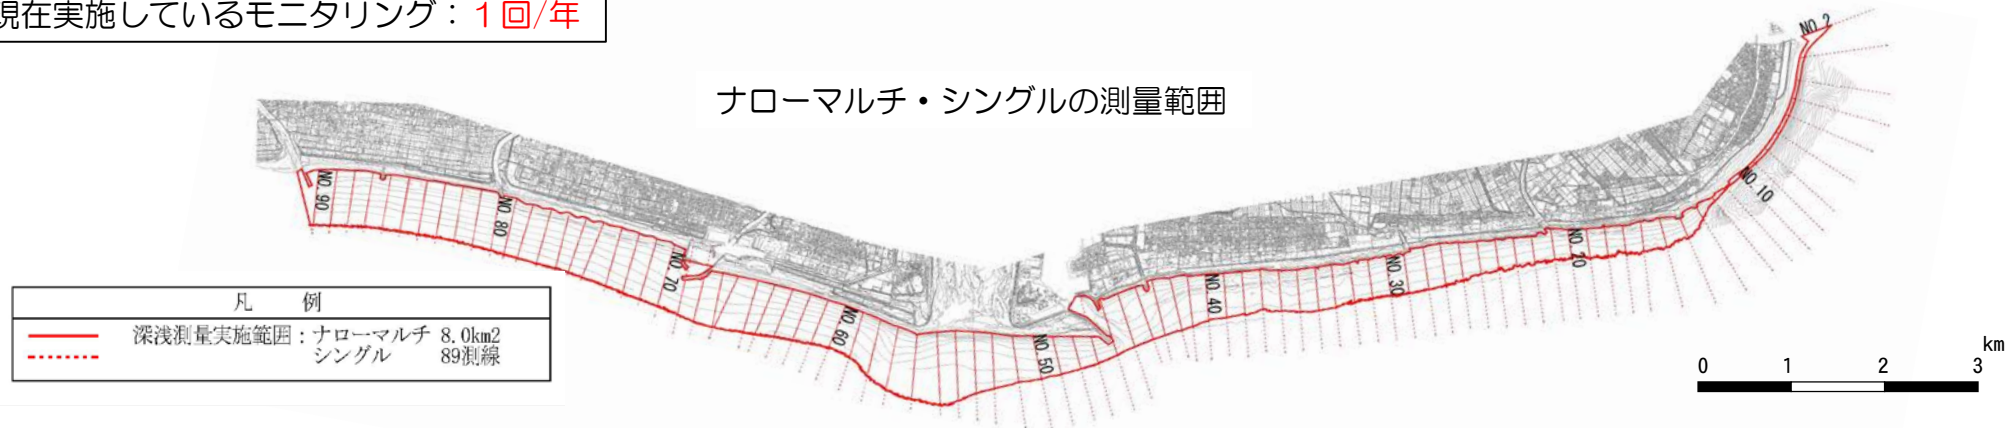 現在実施しているモニタリング：１回/年
ナローマルチ・シングルの測量範囲
NO.2
NO.10
NO.20
NO.30
NO.40
NO.50
NO.60
NO.70
NO.80
NO.90
凡 例
深浅測量実施範囲：ナローマルチ 8.0km2
シングル 89測線
km
0 1 2 3